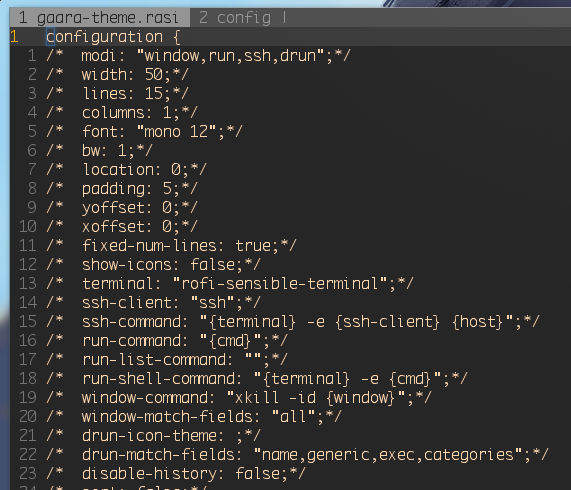 1 gaara-theme.rasi  2 config |
1   configuration {
1 /*  modi: "window,run,ssh,drun";*/
2 /*  width: 50;*/
3 /*  lines: 15;*/
4 /*  columns: 1;*/
5 /*  font: "mono 12";*/
6 /*  bw: 1;*/
7 /*  location: 0;*/
8 /*  padding: 5;*/
9 /*  yoffset: 0;*/
10 /*  xoffset: 0;*/
11 /*  fixed-num-lines: true;*/
12 /*  show-icons: false;*/
13 /*  terminal: "rofi-sensible-terminal";*/
14 /*  ssh-client: "ssh";*/
15 /*  ssh-command: "{terminal} -e {ssh-client} {host}";*/
16 /*  run-command: "{cmd}";*/
17 /*  run-list-command: "";*/
18 /*  run-shell-command: "{terminal} -e {cmd}";*/
19 /*  window-command: "xkill -id {window}";*/
20 /*  window-match-fields: "all";*/
21 /*  drun-icon-theme: ;*/
22 /*  drun-match-fields: "name,generic,exec,categories";*/
23 /*  disable-history: false;*/